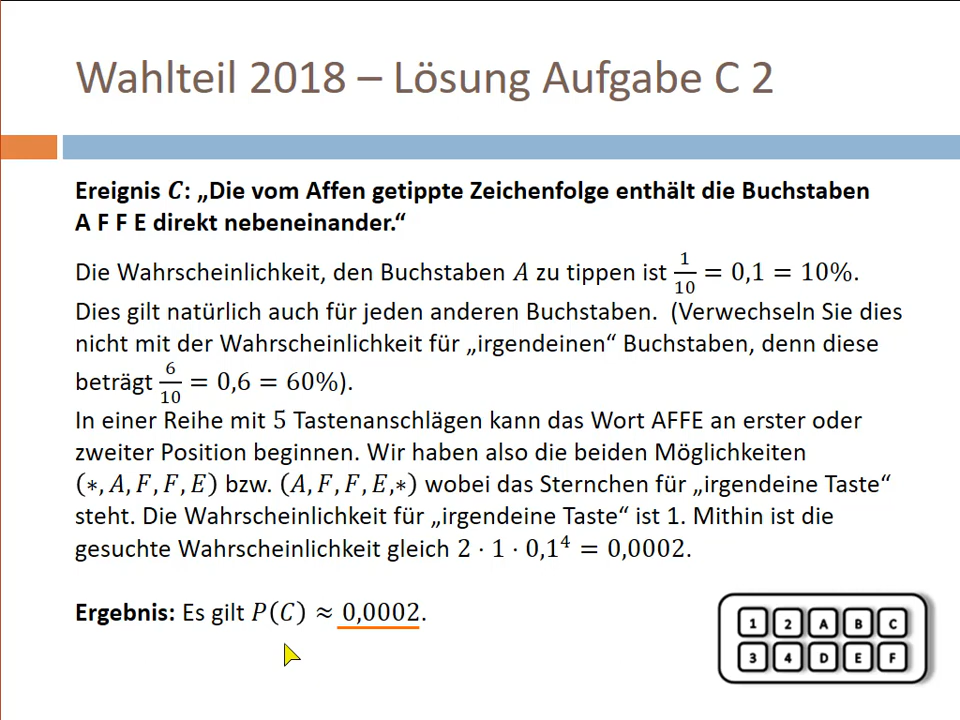 Wahlteil 2018 – Lösung Aufgabe C 2
Ereignis C: „Die vom Affen getippte Zeichenfolge enthält die Buchstaben
A F F E direkt nebeneinander.“
Die Wahrscheinlichkeit, den Buchstaben A zu tippen ist 1/10 = 0,1 = 10%.
Dies gilt natürlich auch für jeden anderen Buchstaben. (Verwechseln Sie dies
nicht mit der Wahrscheinlichkeit für „irgendeinen“ Buchstaben, denn diese
beträgt 6/10 = 0,6 = 60%).
In einer Reihe mit 5 Tastenanschlägen kann das Wort AFFE an erster oder
zweiter Position beginnen. Wir haben also die beiden Möglichkeiten
(∗, A, F, F, E) bzw. (A, F, F, E,∗) wobei das Sternchen für „irgendeine Taste“
steht. Die Wahrscheinlichkeit für „irgendeine Taste“ ist 1. Mithin ist die
gesuchte Wahrscheinlichkeit gleich 2 · 1 · 0,1⁴ = 0,0002.
Ergebnis: Es gilt P(C) ≈ 0,0002.
1 2 A B C
3 4 D E F